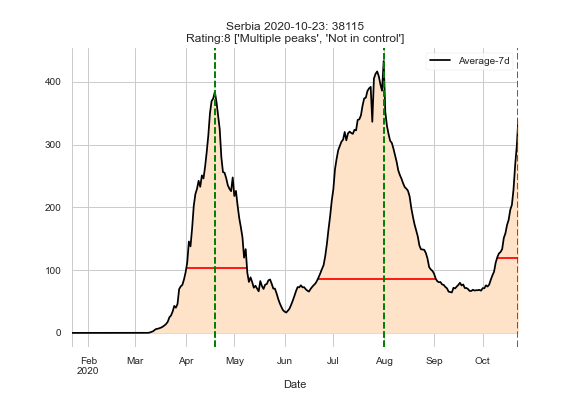 Serbia 2020-10-23: 38115
Rating:8 ['Multiple peaks', 'Not in control']
Average-7d
400
300
200
100
0
Feb Mar Apr May Jun Jul Aug Sep Oct
2020
Date